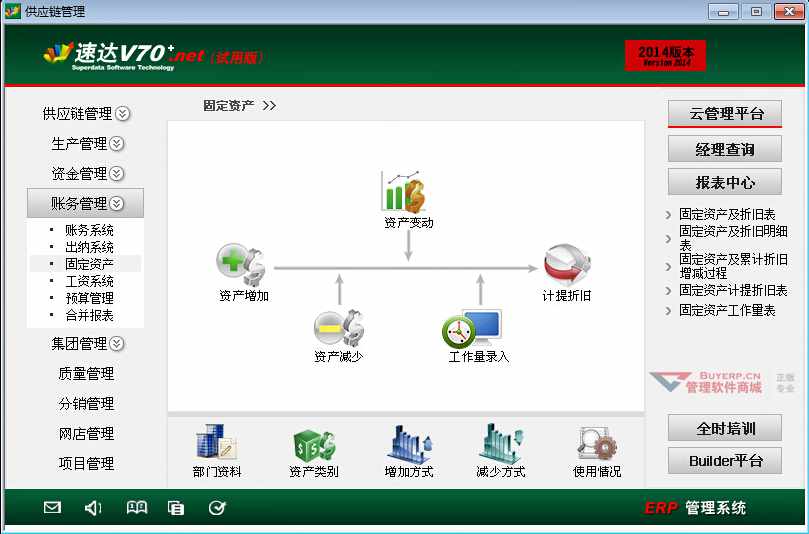 供应链管理
速达V70+.net (试用版)
Superdata Software Technology
2014版本
Version 2014
供应链管理
生产管理
资金管理
账务管理
账务系统
出纳系统
固定资产
工资系统
预算管理
合并报表
集团管理
质量管理
分销管理
网店管理
项目管理
固定资产 >>
资产变动
资产增加
计提折旧
资产减少
工作量录入
部门资料
资产类别
增加方式
减少方式
使用情况
云管理平台
经理查询
报表中心
固定资产及折旧表
固定资产及折旧明细
表
固定资产及累计折旧
增减过程
固定资产计提折旧表
固定资产工作量表
BUYERP.CN
管理软件商城
正版
专业
全时培训
Builder平台
ERP 管理系统